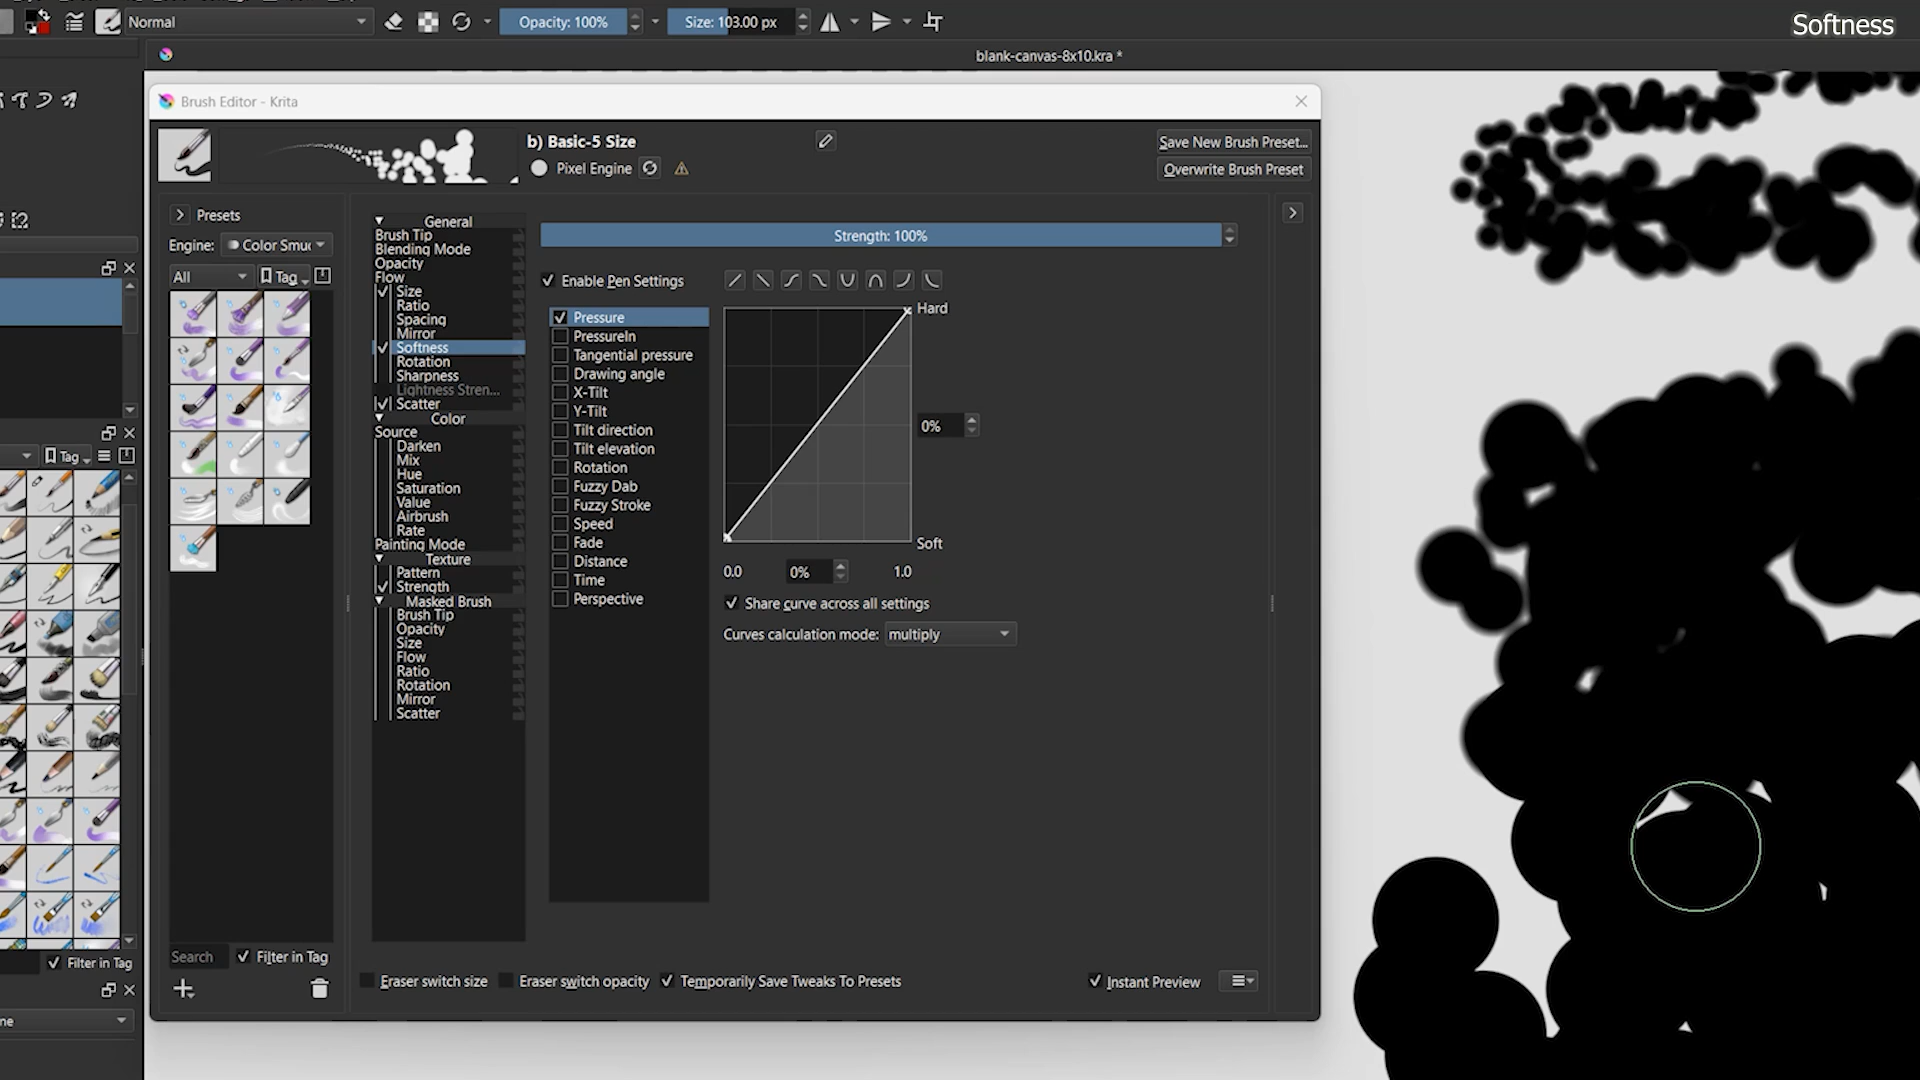 Normal
Opacity: 100%
Size: 103.00 px
Softness
blank-canvas-8x10.kra *
Brush Editor - Krita
b) Basic-5 Size
Pixel Engine
Save New Brush Preset...
Overwrite Brush Preset
Presets
Engine:
Color Smu
All
Tag
General
Brush Tip
Blending Mode
Opacity
Flow
Size
Ratio
Spacing
Mirror
Softness
Rotation
Sharpness
Lightness Stren...
Scatter
Color
Source
Darken
Mix
Hue
Saturation
Value
Airbrush
Rate
Painting Mode
Texture
Pattern
Strength
Masked Brush
Brush Tip
Opacity
Size
Flow
Ratio
Rotation
Mirror
Scatter
Strength: 100%
Enable Pen Settings
Pressure
PressureIn
Tangential pressure
Drawing angle
X-Tilt
Y-Tilt
Tilt direction
Tilt elevation
Rotation
Fuzzy Dab
Fuzzy Stroke
Speed
Fade
Distance
Time
Perspective
Hard
0%
Soft
0.0
0%
1.0
Share curve across all settings
Curves calculation mode: multiply
Tag
Search
Filter in Tag
Filter in Tag
Eraser switch size
Eraser switch opacity
Temporarily Save Tweaks To Presets
Instant Preview
ne